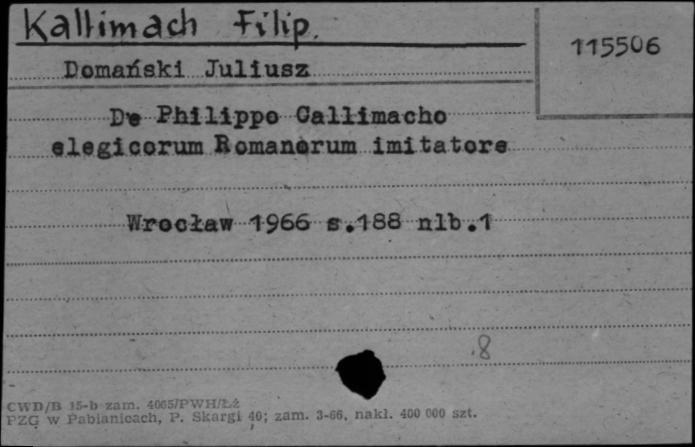 Kallimach Filip.
115506
Domański Juliusz
De Philippo Callimacho
elegicorum Romanorum imitatore
Wrocław 1966 s.188 nlb.1
8
CWD/B 15-b zam. 4065/PWH/Łż
PZG w Pabianicach, P. Skargi 40; zam. 3-66, nakł. 400 000 szt.